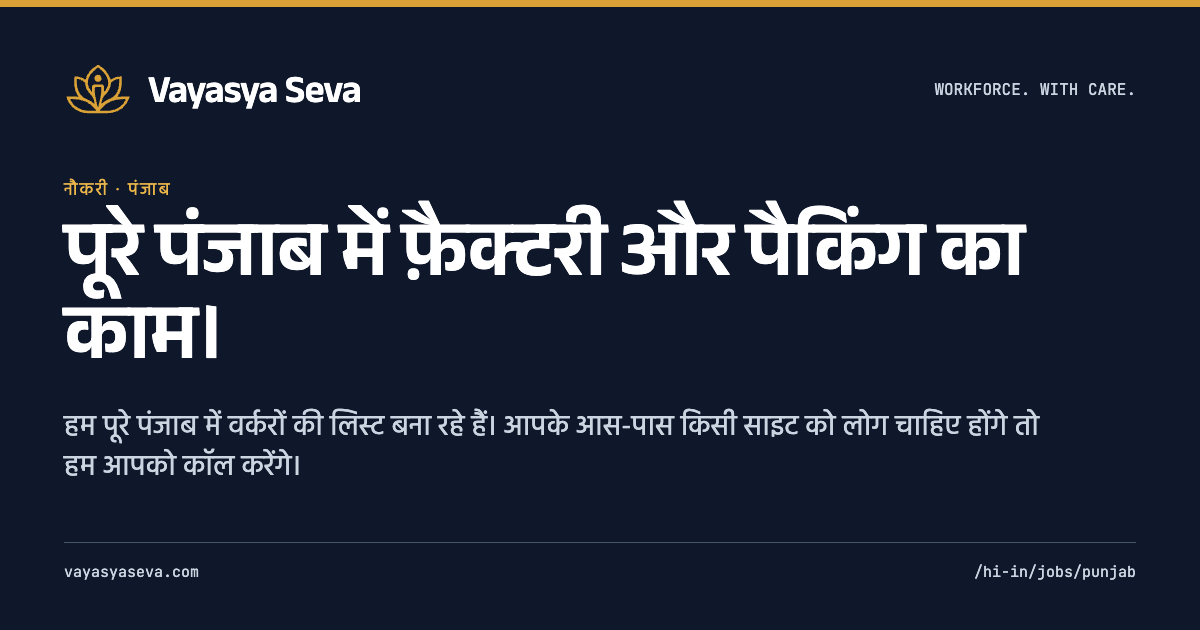 Vayasya Seva
WORKFORCE. WITH CARE.
नौकरी · पंजाब
पूरे पंजाब में फ़ैक्टरी और पैकिंग का
काम।
हम पूरे पंजाब में वर्करों की लिस्ट बना रहे हैं। आपके आस-पास किसी साइट को लोग चाहिए होंगे तो
हम आपको कॉल करेंगे।
vayasyaseva.com
/hi-in/jobs/punjab